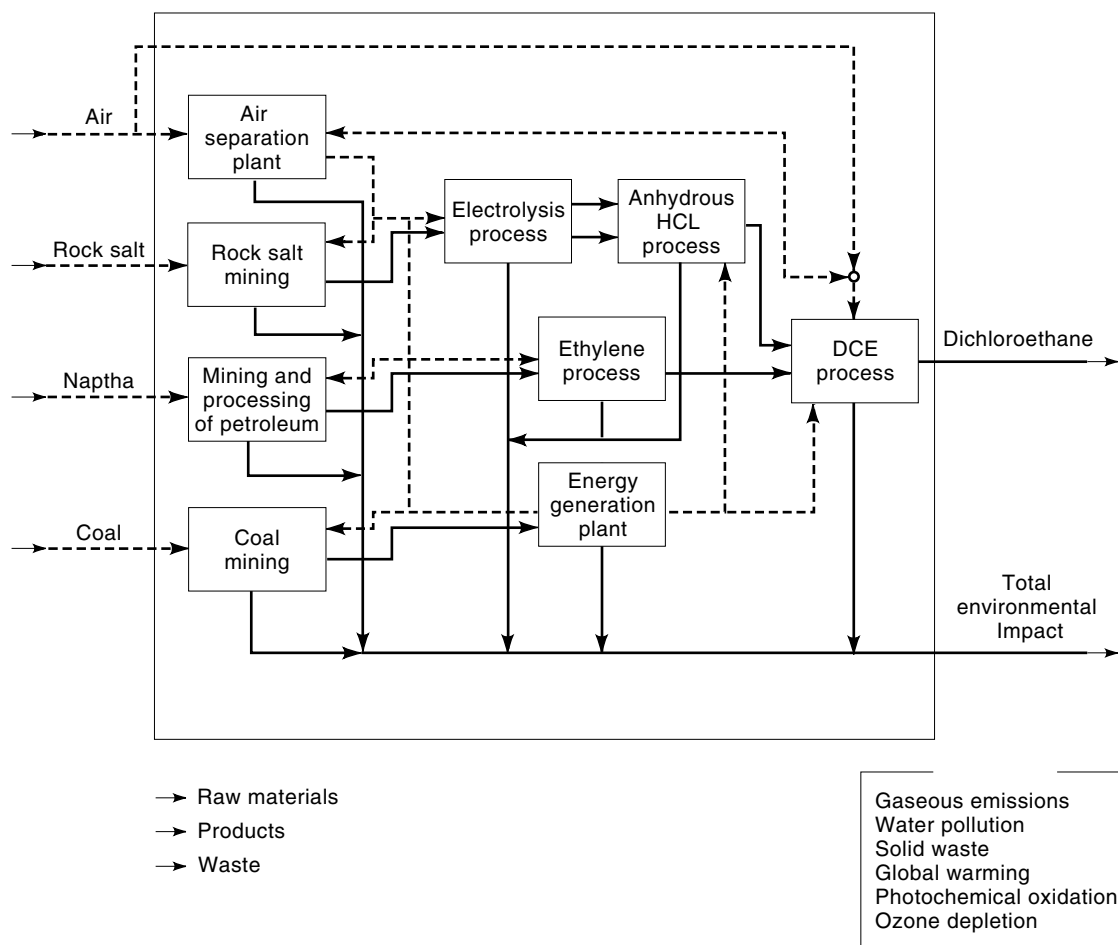 Air
Air
separation
plant
Rock salt
Rock salt
mining
Electrolysis
process
Anhydrous
HCL
process
Naptha
Mining and
processing
of petroleum
Ethylene
process
DCE
process
Dichloroethane
Coal
Coal
mining
Energy
generation
plant
Total
environmental
Impact
Raw materials
Products
Waste
Gaseous emissions
Water pollution
Solid waste
Global warming
Photochemical oxidation
Ozone depletion